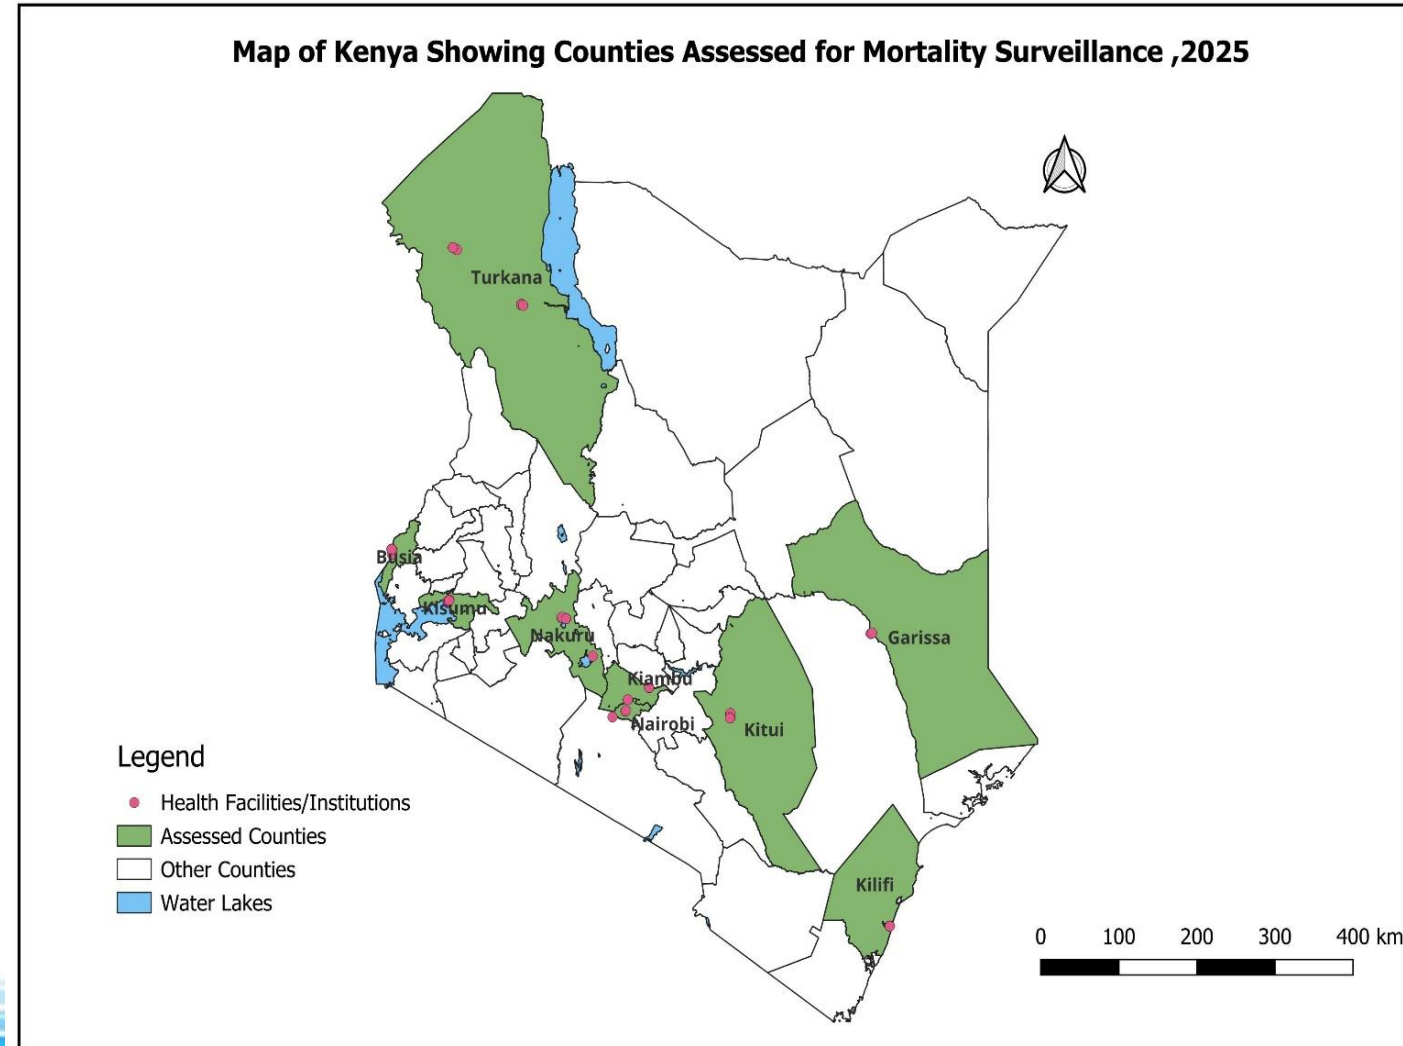 Map of Kenya Showing Counties Assessed for Mortality Surveillance ,2025
Turkana
Busia
Kisumu
Nakuru
Garissa
Kiambu
Nairobi
Kitui
Kilifi
Legend
Health Facilities/Institutions
Assessed Counties
Other Counties
Water Lakes
0 100 200 300 400 km